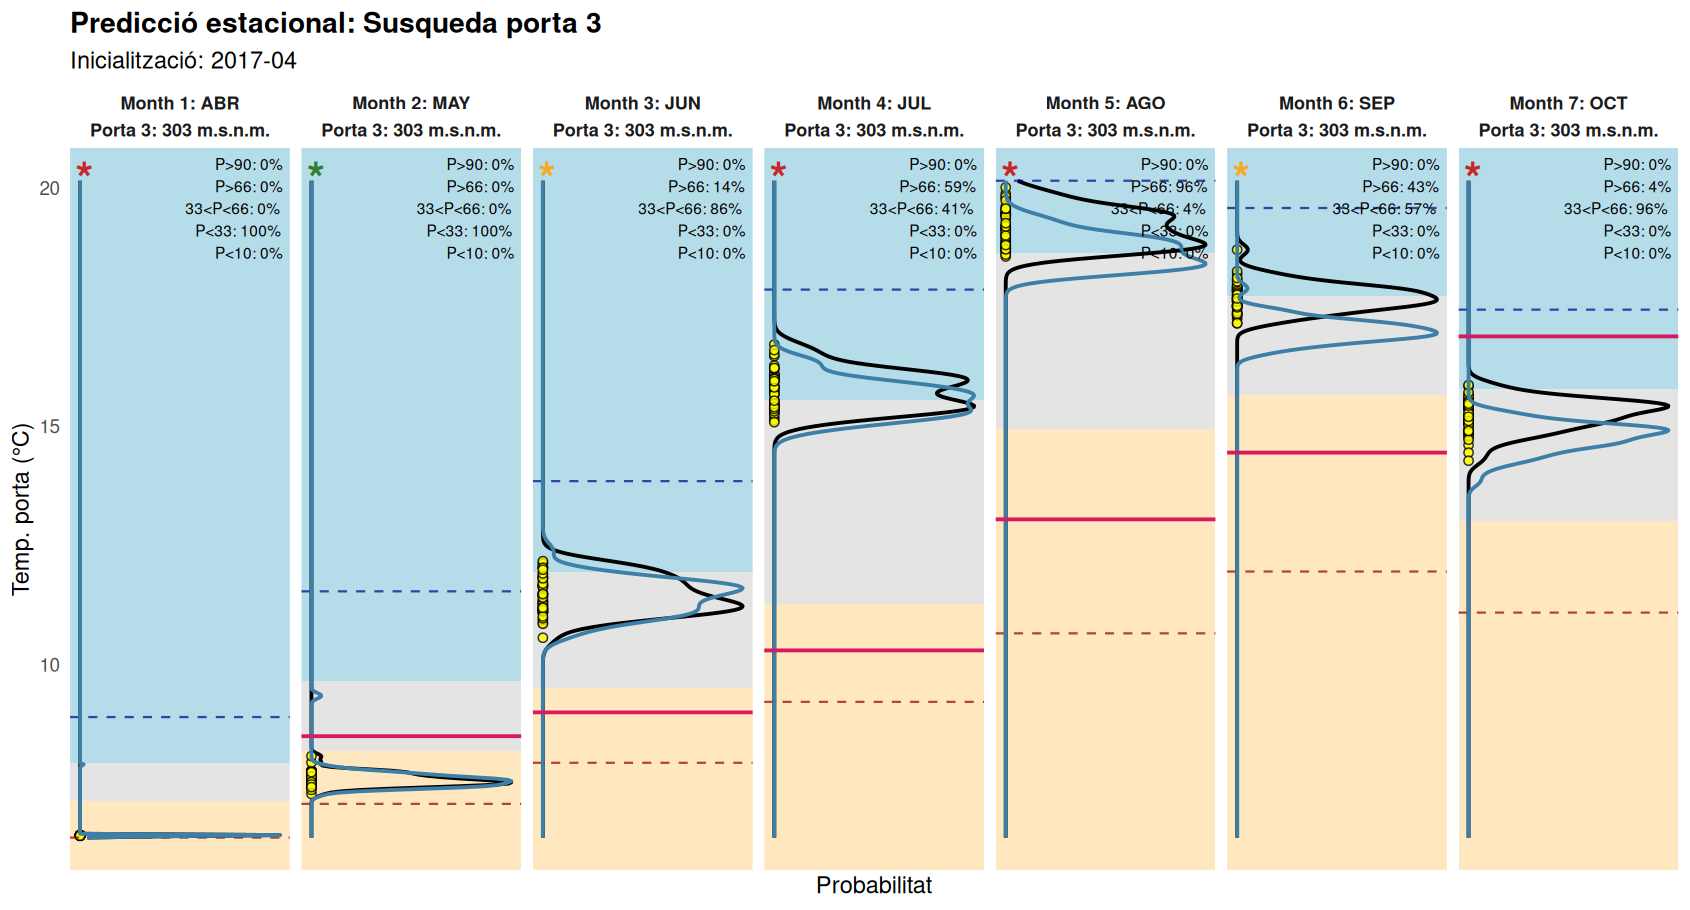 Predicció estacional: Susqueda porta 3
Inicialització: 2017-04
Month 1: ABR
Porta 3: 303 m.s.n.m.
Month 2: MAY
Porta 3: 303 m.s.n.m.
Month 3: JUN
Porta 3: 303 m.s.n.m.
Month 4: JUL
Porta 3: 303 m.s.n.m.
Month 5: AGO
Porta 3: 303 m.s.n.m.
Month 6: SEP
Porta 3: 303 m.s.n.m.
Month 7: OCT
Porta 3: 303 m.s.n.m.
Temp. porta (°C)
20
15
10
*
P>90: 0%
P>66: 0%
33<P<66: 0%
P<33: 100%
P<10: 0%
*
P>90: 0%
P>66: 0%
33<P<66: 0%
P<33: 100%
P<10: 0%
*
P>90: 0%
P>66: 14%
33<P<66: 86%
P<33: 0%
P<10: 0%
*
P>90: 0%
P>66: 59%
33<P<66: 41%
P<33: 0%
P<10: 0%
*
P>90: 0%
P>66: 96%
33<P<66: 4%
P<33: 0%
P<10: 0%
*
P>90: 0%
P>66: 43%
33<P<66: 57%
P<33: 0%
P<10: 0%
*
P>90: 0%
P>66: 4%
33<P<66: 96%
P<33: 0%
P<10: 0%
Probabilitat